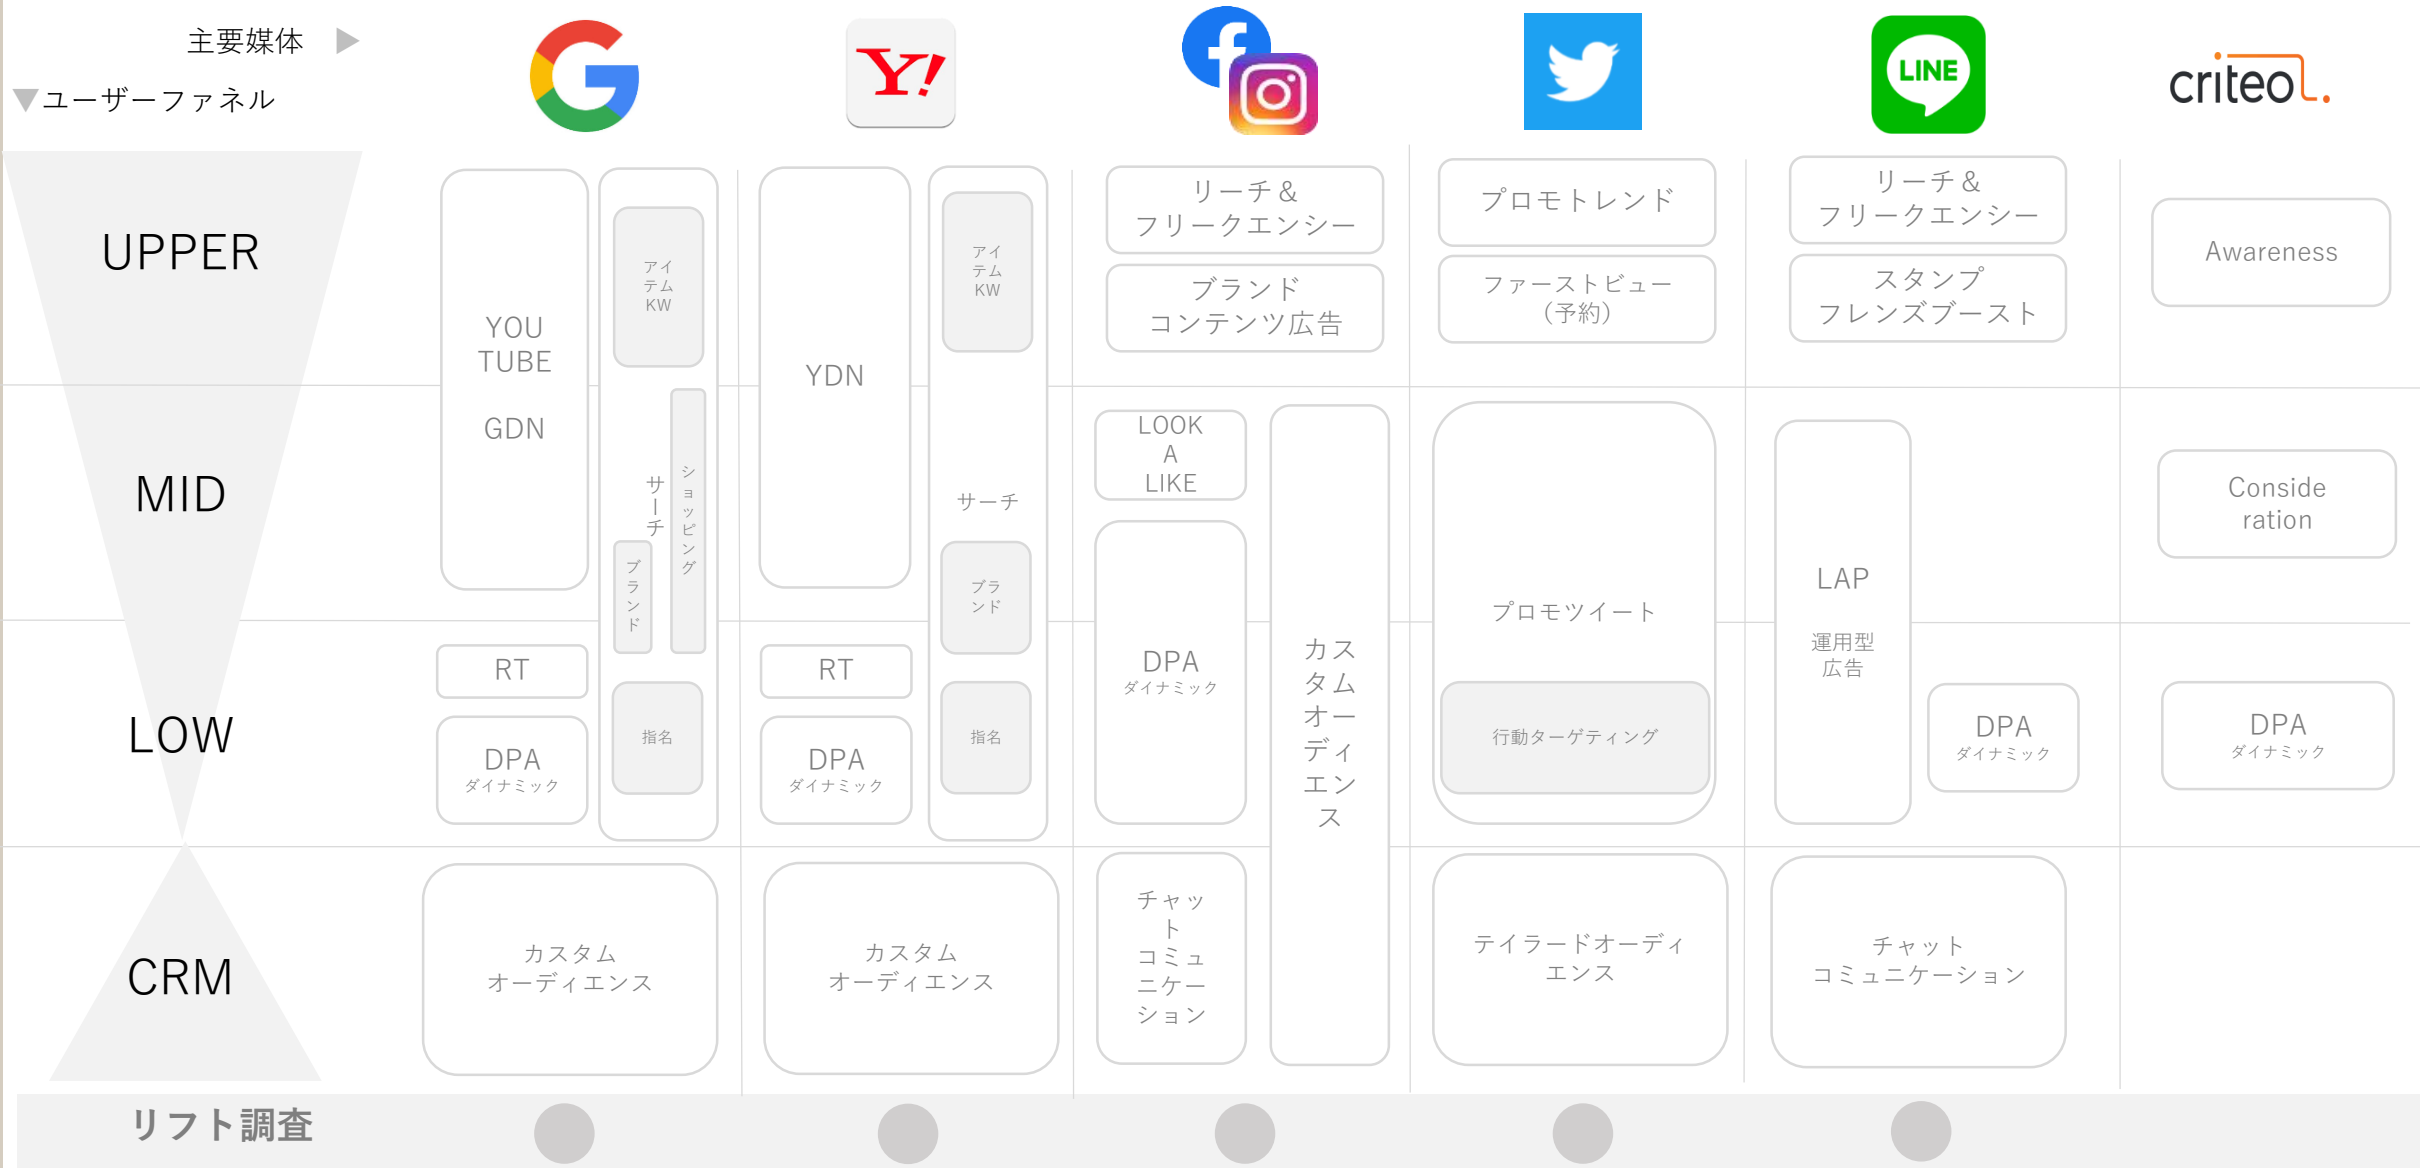 主要媒体 ▶
▼ユーザーファネル
Y!
LINE
criteo
UPPER
MID
LOW
CRM
YOU
TUBE
GDN
アイ
テム
KW
サーチ
ショッピング
ブランド
RT
DPA
ダイナミック
指名
カスタム
オーディエンス
YDN
アイ
テム
KW
サーチ
ブラ
ンド
RT
DPA
ダイナミック
指名
カスタム
オーディエンス
リーチ＆
フリークエンシー
ブランド
コンテンツ広告
LOOK
A
LIKE
DPA
ダイナミック
カス
タム
オー
ディ
エン
ス
チャッ
ト
コミュ
ニケー
ション
プロモトレンド
ファーストビュー
（予約）
プロモツイート
行動ターゲティング
テイラードオーディ
エンス
リーチ＆
フリークエンシー
スタンプ
フレンズブースト
LAP
運用型
広告
DPA
ダイナミック
チャット
コミュニケーション
Awareness
Conside
ration
DPA
ダイナミック
リフト調査